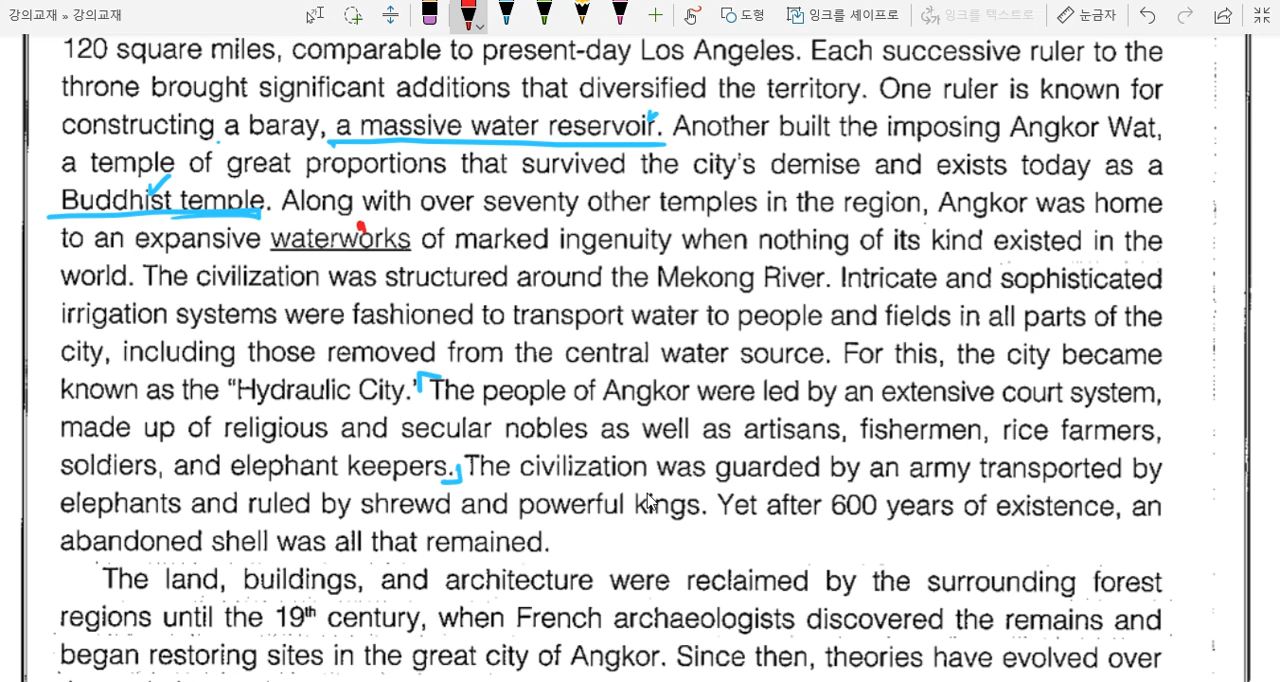 강의교재 » 강의교재
도형
잉크를 셰이프로
잉크를 텍스트로
눈금자
120 square miles, comparable to present-day Los Angeles. Each successive ruler to the
throne brought significant additions that diversified the territory. One ruler is known for
constructing a baray, a massive water reservoir. Another built the imposing Angkor Wat,
a temple of great proportions that survived the city's demise and exists today as a
Buddhist temple. Along with over seventy other temples in the region, Angkor was home
to an expansive waterworks of marked ingenuity when nothing of its kind existed in the
world. The civilization was structured around the Mekong River. Intricate and sophisticated
irrigation systems were fashioned to transport water to people and fields in all parts of the
city, including those removed from the central water source. For this, the city became
known as the “Hydraulic City.” The people of Angkor were led by an extensive court system,
made up of religious and secular nobles as well as artisans, fishermen, rice farmers,
soldiers, and elephant keepers. The civilization was guarded by an army transported by
elephants and ruled by shrewd and powerful kings. Yet after 600 years of existence, an
abandoned shell was all that remained.
The land, buildings, and architecture were reclaimed by the surrounding forest
regions until the 19th century, when French archaeologists discovered the remains and
began restoring sites in the great city of Angkor. Since then, theories have evolved over